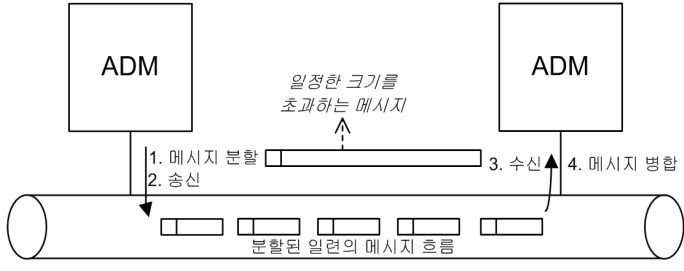 ADM
ADM
일정한 크기를
초과하는 메시지
1. 메시지 분할
2. 송신
3. 수신
4. 메시지 병합
분할된 일련의 메시지 흐름